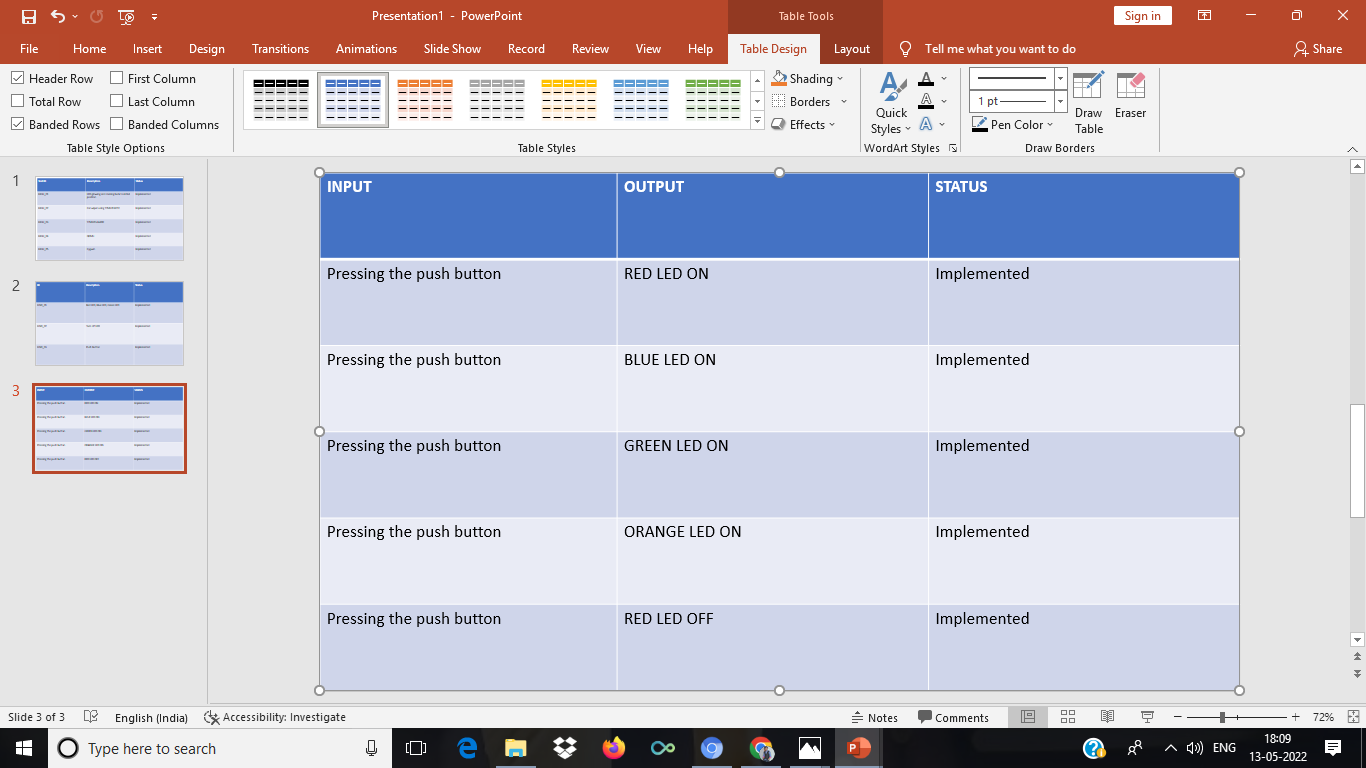 Presentation1 - PowerPoint
Table Tools
Sign in
File Home Insert Design Transitions Animations Slide Show Record Review View Help Table Design Layout Tell me what you want to do Share
Header Row First Column
Total Row Last Column
Banded Rows Banded Columns
Table Style Options
Table Styles
Shading
Borders
Effects
Quick Styles
WordArt Styles
1 pt
Pen Color
Draw Table
Eraser
Draw Borders
1
2
3
INPUT OUTPUT STATUS
Pressing the push button RED LED ON Implemented
Pressing the push button BLUE LED ON Implemented
Pressing the push button GREEN LED ON Implemented
Pressing the push button ORANGE LED ON Implemented
Pressing the push button RED LED OFF Implemented
Slide 3 of 3 English (India) Accessibility: Investigate Notes Comments 72%
Type here to search
ENG
18:09
13-05-2022